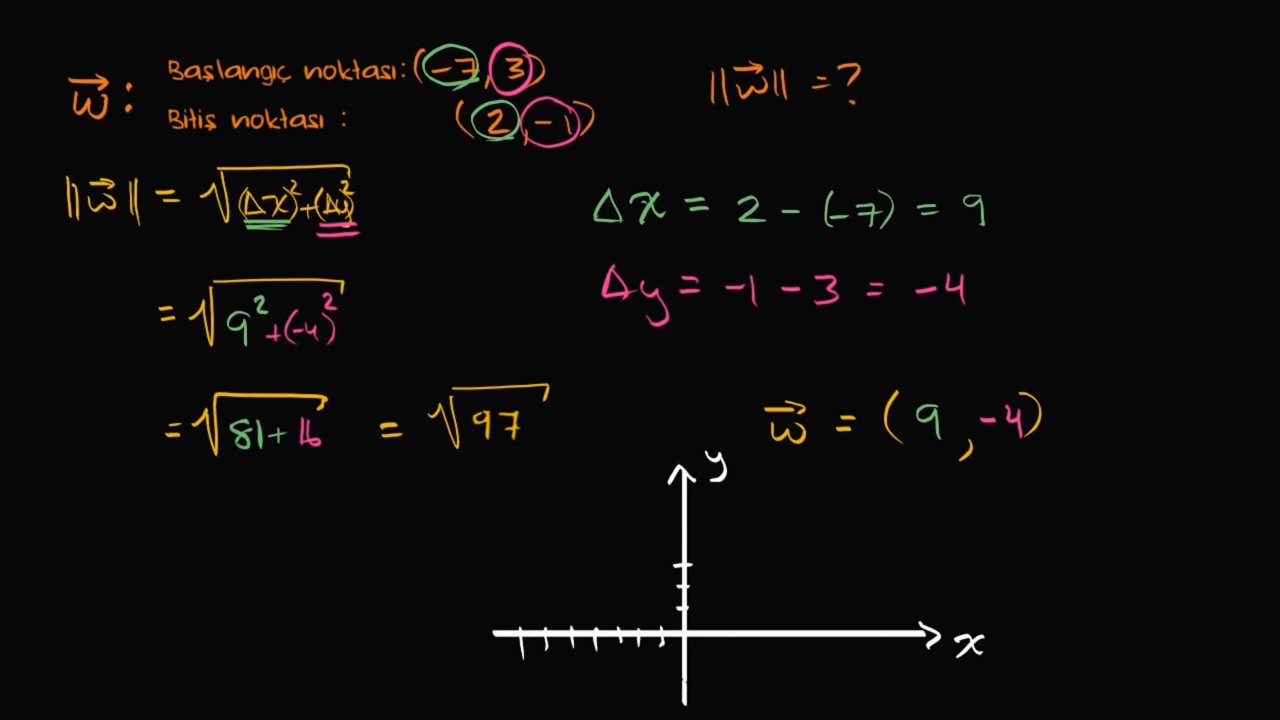 w⃗ : Başlangıç noktası: (-7, 3)
Bitiş noktası : (2, -1)
||w⃗|| = ?
||w⃗|| = √((Δx)²+(Δy)²)
Δx = 2 - (-7) = 9
Δy = -1 - 3 = -4
= √(9²+(-4)²)
= √(81+16) = √97
w⃗ = (9, -4)
y
x